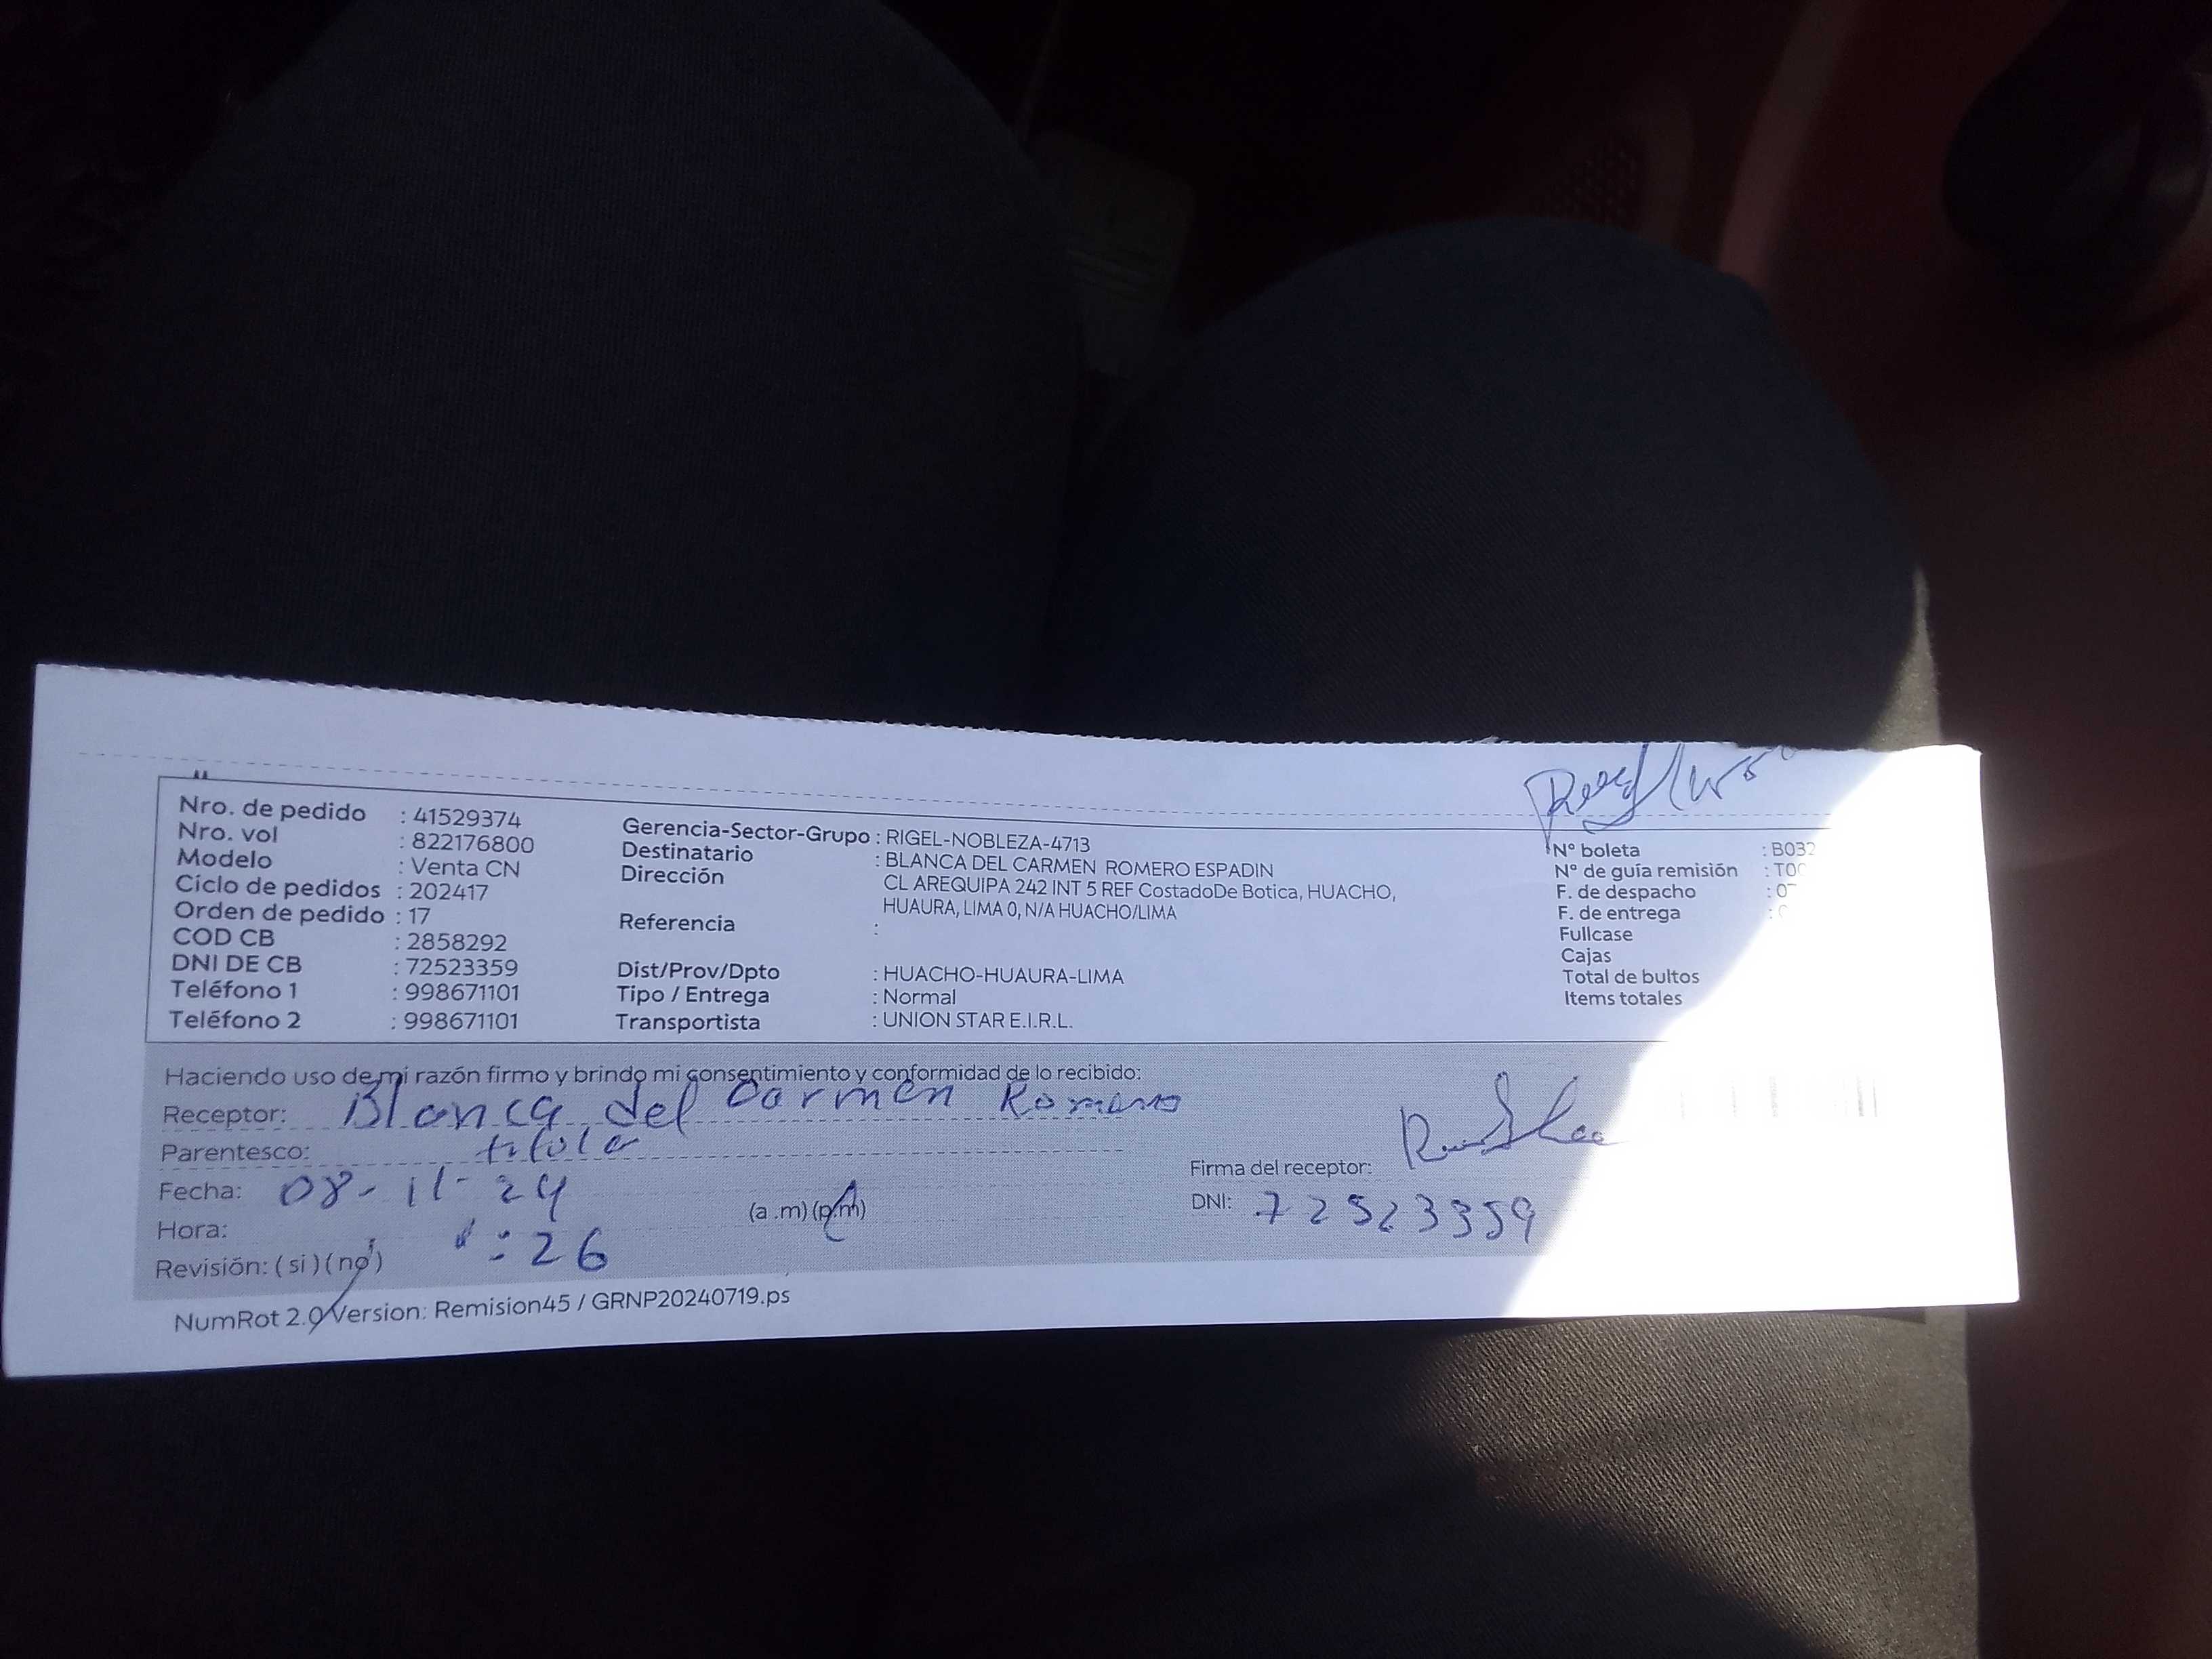 Nro. de pedido : 41529374
Nro. vol : 822176800
Modelo : Venta CN
Ciclo de pedidos : 202417
Orden de pedido : 17
COD CB : 2858292
DNI DE CB : 72523359
Teléfono 1 : 998671101
Teléfono 2 : 998671101
Gerencia-Sector-Grupo : RIGEL-NOBLEZA-4713
Destinatario : BLANCA DEL CARMEN ROMERO ESPADIN
Dirección CL AREQUIPA 242 INT 5 REF CostadoDe Botica, HUACHO,
HUAURA, LIMA 0, N/A HUACHO/LIMA
Referencia :
Dist/Prov/Dpto : HUACHO-HUAURA-LIMA
Tipo / Entrega : Normal
Transportista : UNION STAR E.I.R.L.
N° boleta : B032
N° de guía remisión : T00
F. de despacho : 0
F. de entrega :
Fullcase
Cajas
Total de bultos
Items totales
Haciendo uso de mi razón firmo y brindo mi consentimiento y conformidad de lo recibido:
Receptor: Blanca del Carmen Romero
Parentesco: titular
Fecha: 08-11-24
Hora: :26 (a .m) (p.m)
Revisión: ( si ) ( no )
Firma del receptor:
DNI: 72523359
NumRot 2.0 Version: Remision45 / GRNP20240719.ps